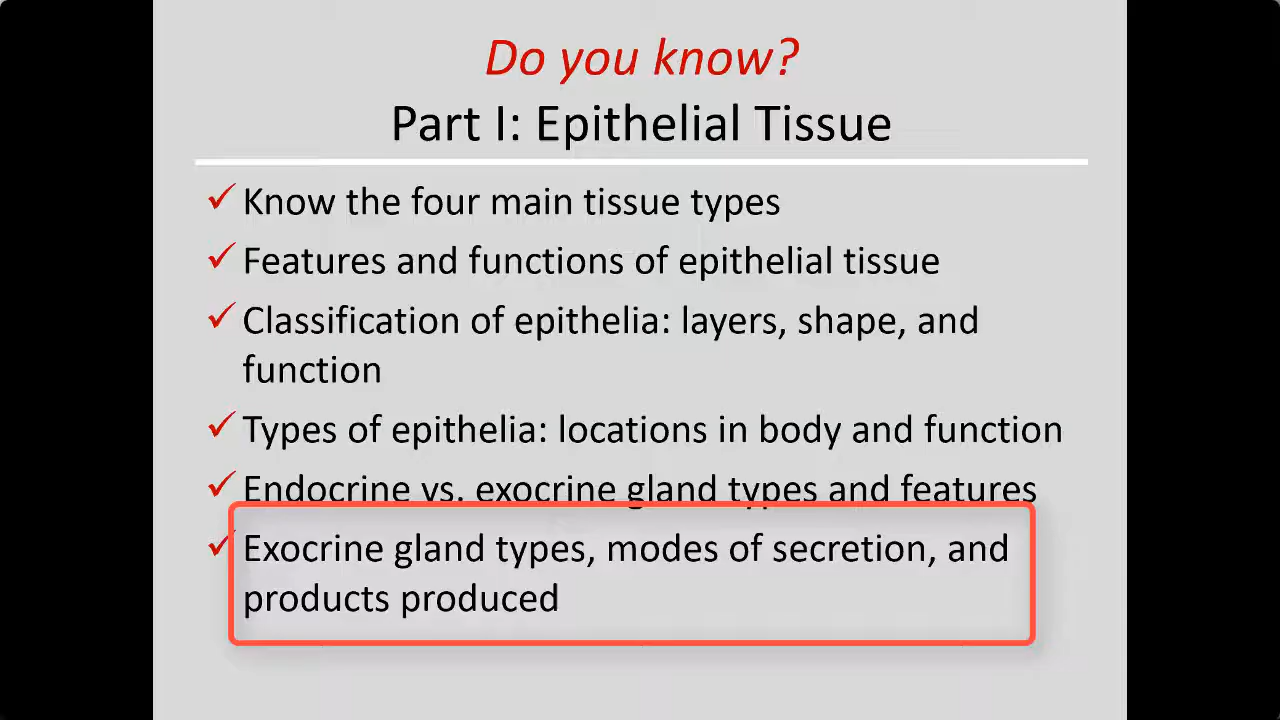 Do you know?
Part I: Epithelial Tissue
Know the four main tissue types
Features and functions of epithelial tissue
Classification of epithelia: layers, shape, and
function
Types of epithelia: locations in body and function
Endocrine vs. exocrine gland types and features
Exocrine gland types, modes of secretion, and
products produced